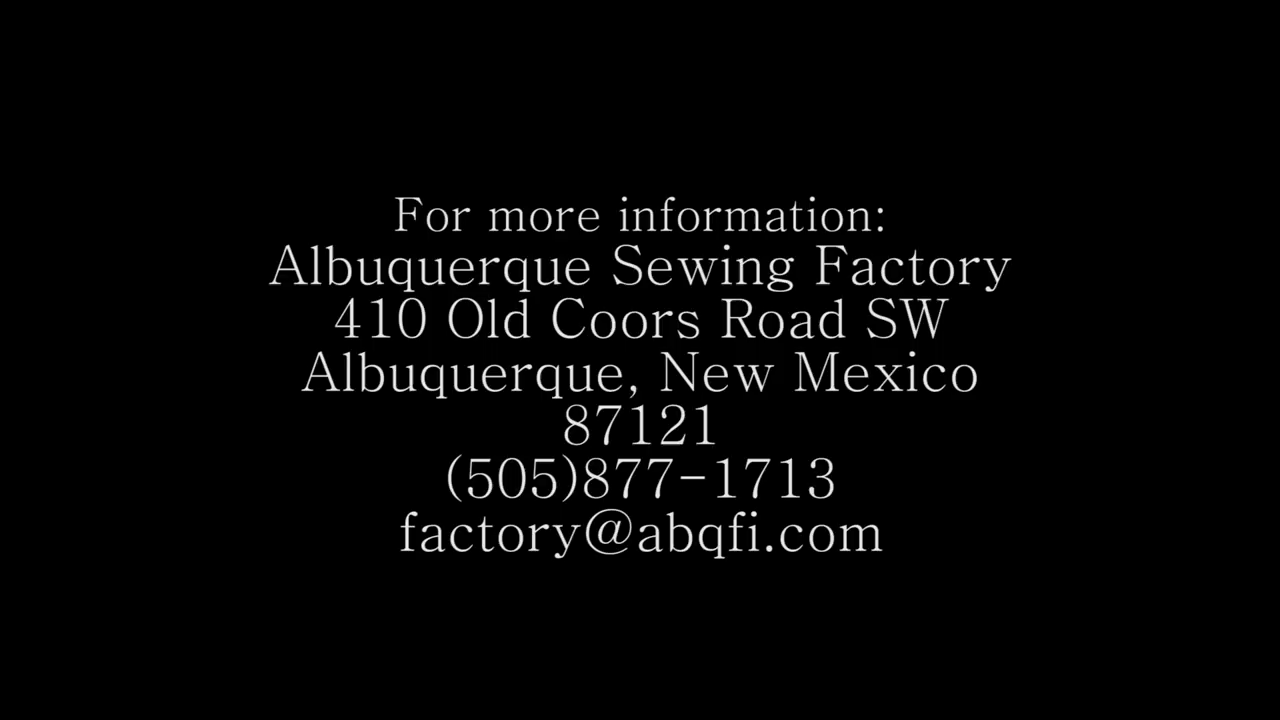 For more information:
Albuquerque Sewing Factory
410 Old Coors Road SW
Albuquerque, New Mexico
87121
(505)877-1713
factory@abqfi.com